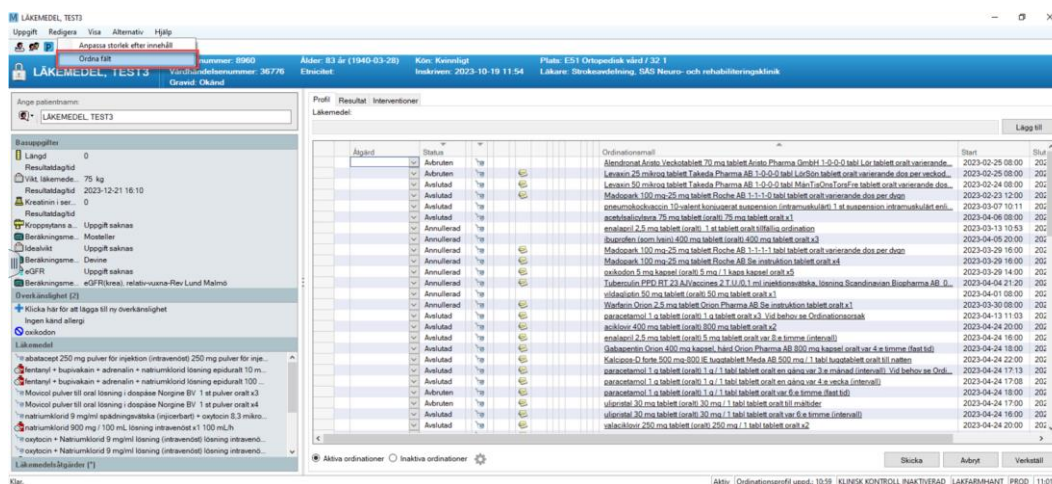 LÄKEMEDEL, TEST3
Uppgift Redigera Visa Alternativ Hjälp
Anpassa storlek efter innehåll
Ordna fält
LÄKEMEDEL, TEST3
nummer: 8960
Vårdhändelsenummer: 36776
Gravid: Okänd
Ålder: 83 år (1940-03-28)
Etnicitet:
Kön: Kvinnligt
Inskriven: 2023-10-19 11:54
Plats: E51 Ortopedisk vård / 32 1
Läkare: Strokeavdelning, SÄS Neuro- och rehabiliteringsklinik
Ange patientnamn:
LÄKEMEDEL, TEST3
Basuppgifter
Längd 0
Resultatdag/tid
Vikt, läkemede... 75 kg
Resultatdag/tid 2023-12-21 16:10
Kreatinin i ser... 0
Resultatdag/tid
Kroppsytans a... Uppgift saknas
Beräkningsme... Mosteller
Idealvikt Uppgift saknas
Beräkningsme... Devine
eGFR Uppgift saknas
Beräkningsme... eGFR(krea), relativ-vuxna-Rev Lund Malmö
Överkänslighet (2)
Klicka här för att lägga till ny överkänslighet
Ingen känd allergi
oxikodon
Läkemedel
abatacept 250 mg pulver för injektion (intravenöst) 250 mg pulver för inje...
fentanyl + bupivakain + adrenalin + natriumklorid lösning epiduralt 10 m...
fentanyl + bupivakain + adrenalin + natriumklorid lösning epiduralt 100 ...
Movicol pulver till oral lösning i dospåse Norgine BV 1 st pulver oralt x3
Movicol pulver till oral lösning i dospåse Norgine BV 1 st pulver oralt x4
natriumklorid 9 mg/ml spädningsvätska (injicerbart) + oxytocin 8,3 mikro...
natriumklorid 900 mg / 100 mL lösning intravenöst x1 100 mL/h
oxytocin + Natriumklorid 9 mg/ml lösning (intravenöst) lösning intravenö...
oxytocin + Natriumklorid 9 mg/ml lösning (intravenöst) lösning intravenö...
Läkemedelsåtgärder (*)
Klar.
Profil Resultat Interventioner
Läkemedel:
Lägg till
Åtgärd Status Ordinationsmall Start Slut
Avbruten Alendronat Aristo Veckotablett 70 mg tablett Aristo Pharma GmbH 1-0-0-0 tabl Lör tablett oralt varierande... 2023-02-25 08:00 202
Avbruten Levaxin 25 mikrog tablett Takeda Pharma AB 1-0-0-0 tabl LörSön tablett oralt varierande dos per veckod... 2023-02-25 08:00 202
Avslutad Levaxin 50 mikrog tablett Takeda Pharma AB 1-0-0-0 tabl MånTisOnsTorsFre tablett oralt varierande dos... 2023-02-24 08:00 202
Avslutad Madopark 100 mg-25 mg tablett Roche AB 1-1-1-0 tabl tablett oralt varierande dos per dygn 2023-02-23 12:00 202
Annullerad pneumokockvaccin 10-valent konjugerat suspension (intramuskulärt) 1 st suspension intramuskulärt enli... 2023-03-07 10:11 202
Annullerad acetylsalicylsyra 75 mg tablett (oralt) 75 mg tablett oralt x1 2023-04-06 08:00 202
Annullerad enalapril 2,5 mg tablett (oralt) 1 st tablett oralt tillfällig ordination 2023-03-13 10:53 202
Annullerad ibuprofen (som lysin) 400 mg tablett (oralt) 400 mg tablett oralt x3 2023-04-05 20:00 202
Annullerad Madopark 100 mg-25 mg tablett Roche AB 1-1-1-1 tabl tablett oralt varierande dos per dygn 2023-03-29 16:00 202
Annullerad Madopark 100 mg-25 mg tablett Roche AB Se instruktion tablett oralt x4 2023-03-29 16:00 202
Annullerad oxikodon 5 mg kapsel (oralt) 5 mg / 1 kaps kapsel oralt x5 2023-03-29 14:00 202
Annullerad Tuberculin PPD RT 23 AJVaccines 2 T.U./0,1 ml injektionsvätska, lösning Scandinavian Biopharma AB 0... 2023-04-04 21:20 202
Annullerad vildagliptin 50 mg tablett (oralt) 50 mg tablett oralt x1 2023-04-01 08:00 202
Annullerad Warfarin Orion 2,5 mg tablett Orion Pharma AB Se instruktion tablett oralt x1 2023-03-30 08:00 202
Avslutad paracetamol 1 g tablett (oralt) 1 g tablett oralt x3 Vid behov se Ordinationsorsak 2023-04-13 11:03 202
Avslutad aciklovir 400 mg tablett (oralt) 800 mg tablett oralt x2 2023-04-24 20:00 202
Avslutad enalapril 2,5 mg tablett (oralt) 5 mg tablett oralt var 8:e timme (intervall) 2023-04-24 16:00 202
Avslutad Gabapentin Orion 400 mg kapsel, hård Orion Pharma AB 800 mg kapsel oralt var 4:e timme (fast tid) 2023-04-24 18:00 202
Avslutad Kalcipos-D forte 500 mg-800 IE tuggtablett Meda AB 500 mg / 1 tabl tuggtablett oralt till natten 2023-04-24 22:00 202
Avslutad paracetamol 1 g tablett (oralt) 1 g / 1 tabl tablett oralt en gång var 3:e månad (intervall) Vid behov se Ordi... 2023-04-24 17:13 202
Avslutad paracetamol 1 g tablett (oralt) 1 g / 1 tabl tablett oralt en gång var 4:e vecka (intervall) 2023-04-24 17:08 202
Avbruten paracetamol 1 g tablett (oralt) 1 g / 1 tabl tablett oralt var 6:e timme (fast tid) 2023-04-24 18:00 202
Avbruten ulipristal 30 mg tablett (oralt) 30 mg / 1 tabl tablett oralt till måltider 2023-04-24 17:00 202
Avslutad ulipristal 30 mg tablett (oralt) 30 mg / 1 tabl tablett oralt var 6:e timme (intervall) 2023-04-24 16:00 202
Avslutad valaciklovir 250 mg tablett (oralt) 250 mg / 1 tabl tablett oralt x2 2023-04-24 20:00 202
Aktiva ordinationer Inaktiva ordinationer
Skicka Avbryt Verkställ
Aktiv Ordinationsprofil uppd.: 10:59 KLINISK KONTROLL INAKTIVERAD LAKFARMHANT PROD 11:01